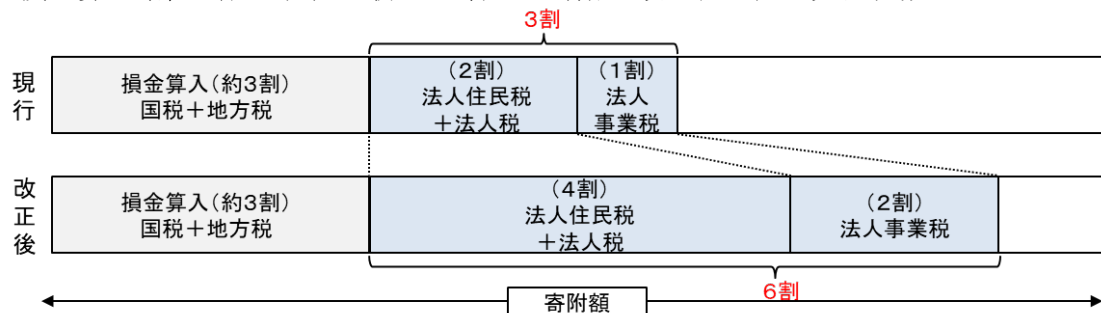 3割
現行
損金算入(約3割)
国税+地方税
(2割)
法人住民税
+法人税
(1割)
法人
事業税
改正後
損金算入(約3割)
国税+地方税
(4割)
法人住民税
+法人税
(2割)
法人事業税
6割
寄附額